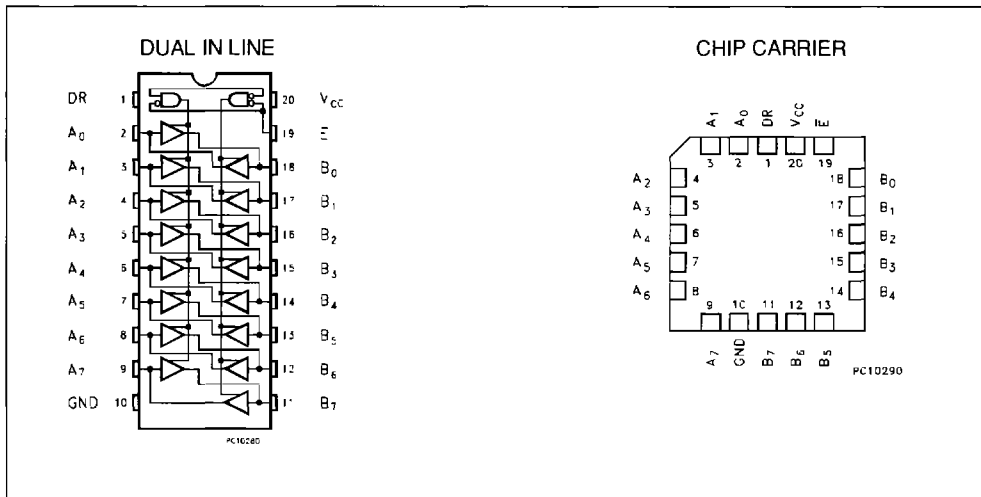 DUAL IN LINE
DR 1 20 VCC
A0 2 19 E̅
A1 3 18 B0
A2 4 17 B1
A3 5 16 B2
A4 6 15 B3
A5 7 14 B4
A6 8 13 B5
A7 9 12 B6
GND 10 11 B7
PC10280
CHIP CARRIER
A1 A0 DR VCC E̅
3 2 1 20 19
A2 4 18 B0
A3 5 17 B1
A4 6 16 B2
A5 7 15 B3
A6 8 14 B4
9 10 11 12 13
A7 GND B7 B6 B5
PC10290